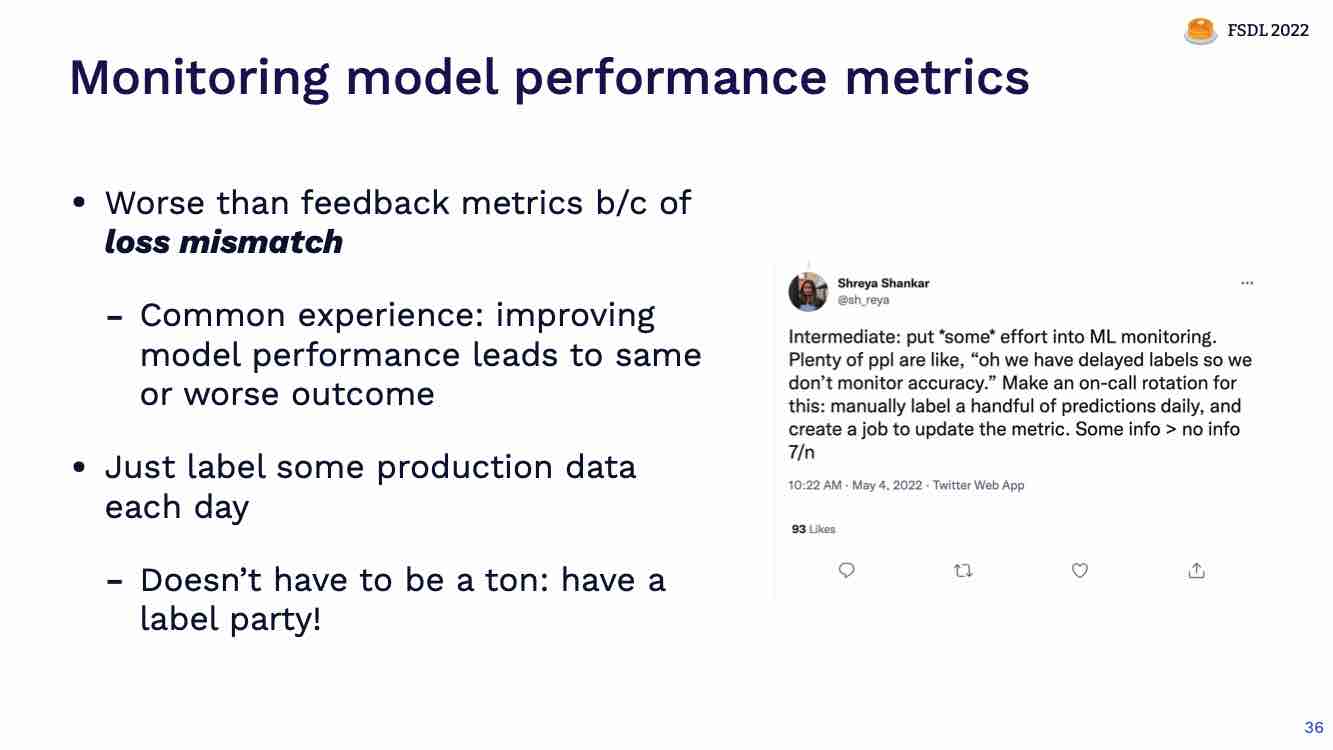 FSDL 2022
Monitoring model performance metrics
• Worse than feedback metrics b/c of
loss mismatch
– Common experience: improving
model performance leads to same
or worse outcome
• Just label some production data
each day
– Doesn’t have to be a ton: have a
label party!
Shreya Shankar
@sh_reya
Intermediate: put *some* effort into ML monitoring.
Plenty of ppl are like, “oh we have delayed labels so we
don’t monitor accuracy.” Make an on-call rotation for
this: manually label a handful of predictions daily, and
create a job to update the metric. Some info > no info
7/n
10:22 AM · May 4, 2022 · Twitter Web App
93 Likes
36